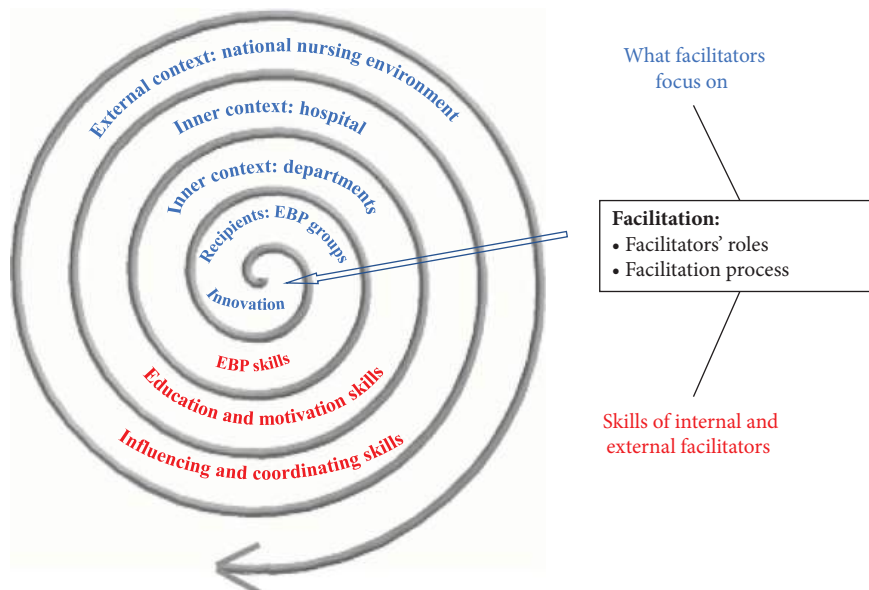 External context: national nursing environment
Inner context: hospital
Inner context: departments
Recipients: EBP groups
Innovation
EBP skills
Education and motivation skills
Influencing and coordinating skills
What facilitators
focus on
Facilitation:
• Facilitators' roles
• Facilitation process
Skills of internal and
external facilitators